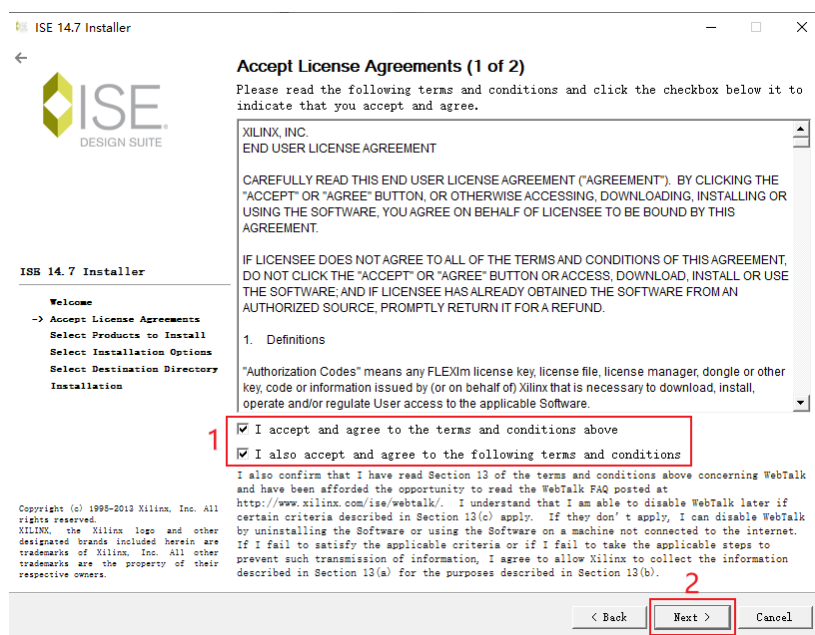 ISE 14.7 Installer
ISE
DESIGN SUITE
Accept License Agreements (1 of 2)
Please read the following terms and conditions and click the checkbox below it to
indicate that you accept and agree.
XILINX, INC.
END USER LICENSE AGREEMENT
CAREFULLY READ THIS END USER LICENSE AGREEMENT ("AGREEMENT").  BY CLICKING THE
"ACCEPT" OR "AGREE" BUTTON, OR OTHERWISE ACCESSING, DOWNLOADING, INSTALLING OR
USING THE SOFTWARE, YOU AGREE ON BEHALF OF LICENSEE TO BE BOUND BY THIS
AGREEMENT.
IF LICENSEE DOES NOT AGREE TO ALL OF THE TERMS AND CONDITIONS OF THIS AGREEMENT,
DO NOT CLICK THE "ACCEPT" OR "AGREE" BUTTON OR ACCESS, DOWNLOAD, INSTALL OR USE
THE SOFTWARE; AND IF LICENSEE HAS ALREADY OBTAINED THE SOFTWARE FROM AN
AUTHORIZED SOURCE, PROMPTLY RETURN IT FOR A REFUND.
1.   Definitions
"Authorization Codes" means any FLEXlm license key, license file, license manager, dongle or other
key, code or information issued by (or on behalf of) Xilinx that is necessary to download, install,
operate and/or regulate User access to the applicable Software.
ISE 14.7 Installer
Welcome
-> Accept License Agreements
Select Products to Install
Select Installation Options
Select Destination Directory
Installation
1
I accept and agree to the terms and conditions above
I also accept and agree to the following terms and conditions
I also confirm that I have read Section 13 of the terms and conditions above concerning WebTalk
and have been afforded the opportunity to read the WebTalk FAQ posted at
http://www.xilinx.com/ise/webtalk/.  I understand that I am able to disable WebTalk later if
certain criteria described in Section 13(c) apply.  If they don't apply, I can disable WebTalk
by uninstalling the Software or using the Software on a machine not connected to the internet.
If I fail to satisfy the applicable criteria or if I fail to take the applicable steps to
prevent such transmission of information, I agree to allow Xilinx to collect the information
described in Section 13(a) for the purposes described in Section 13(b).
Copyright (c) 1995-2013 Xilinx, Inc. All
rights reserved.
XILINX, the Xilinx logo and other
designated brands included herein are
trademarks of Xilinx, Inc. All other
trademarks are the property of their
respective owners.
2
< Back
Next >
Cancel